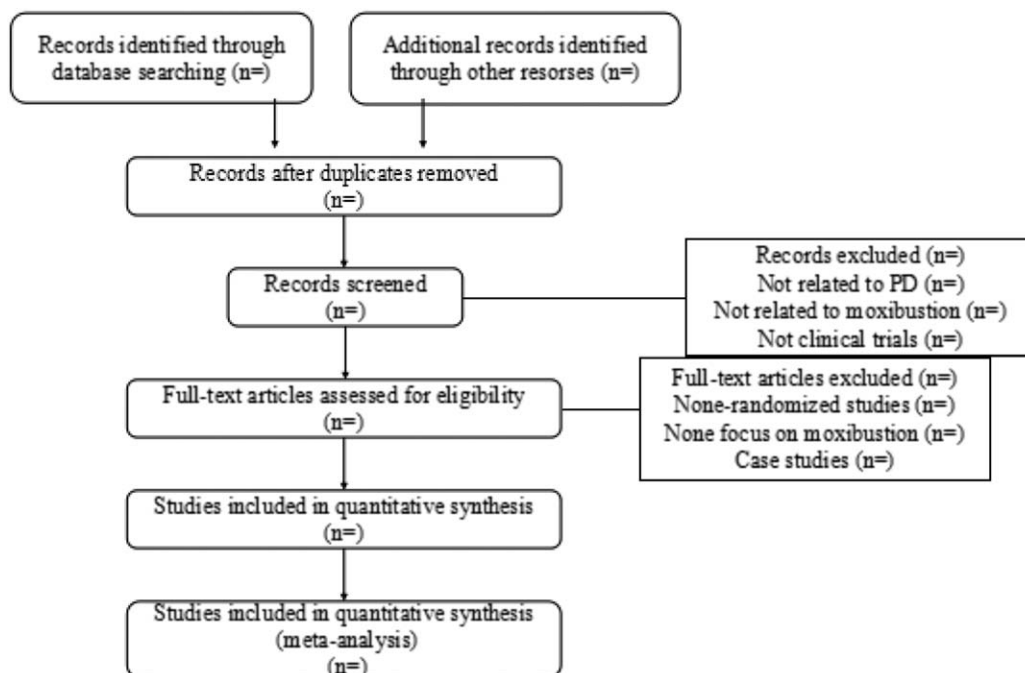 Records identified through
database searching (n=)
Additional records identified
through other resorses (n=)
Records after duplicates removed
(n=)
Records screened
(n=)
Records excluded (n=)
Not related to PD (n=)
Not related to moxibustion (n=)
Not clinical trials (n=)
Full-text articles assessed for eligibility
(n=)
Full-text articles excluded (n=)
None-randomized studies (n=)
None focus on moxibustion (n=)
Case studies (n=)
Studies included in quantitative synthesis
(n=)
Studies included in quantitative synthesis
(meta-analysis)
(n=)